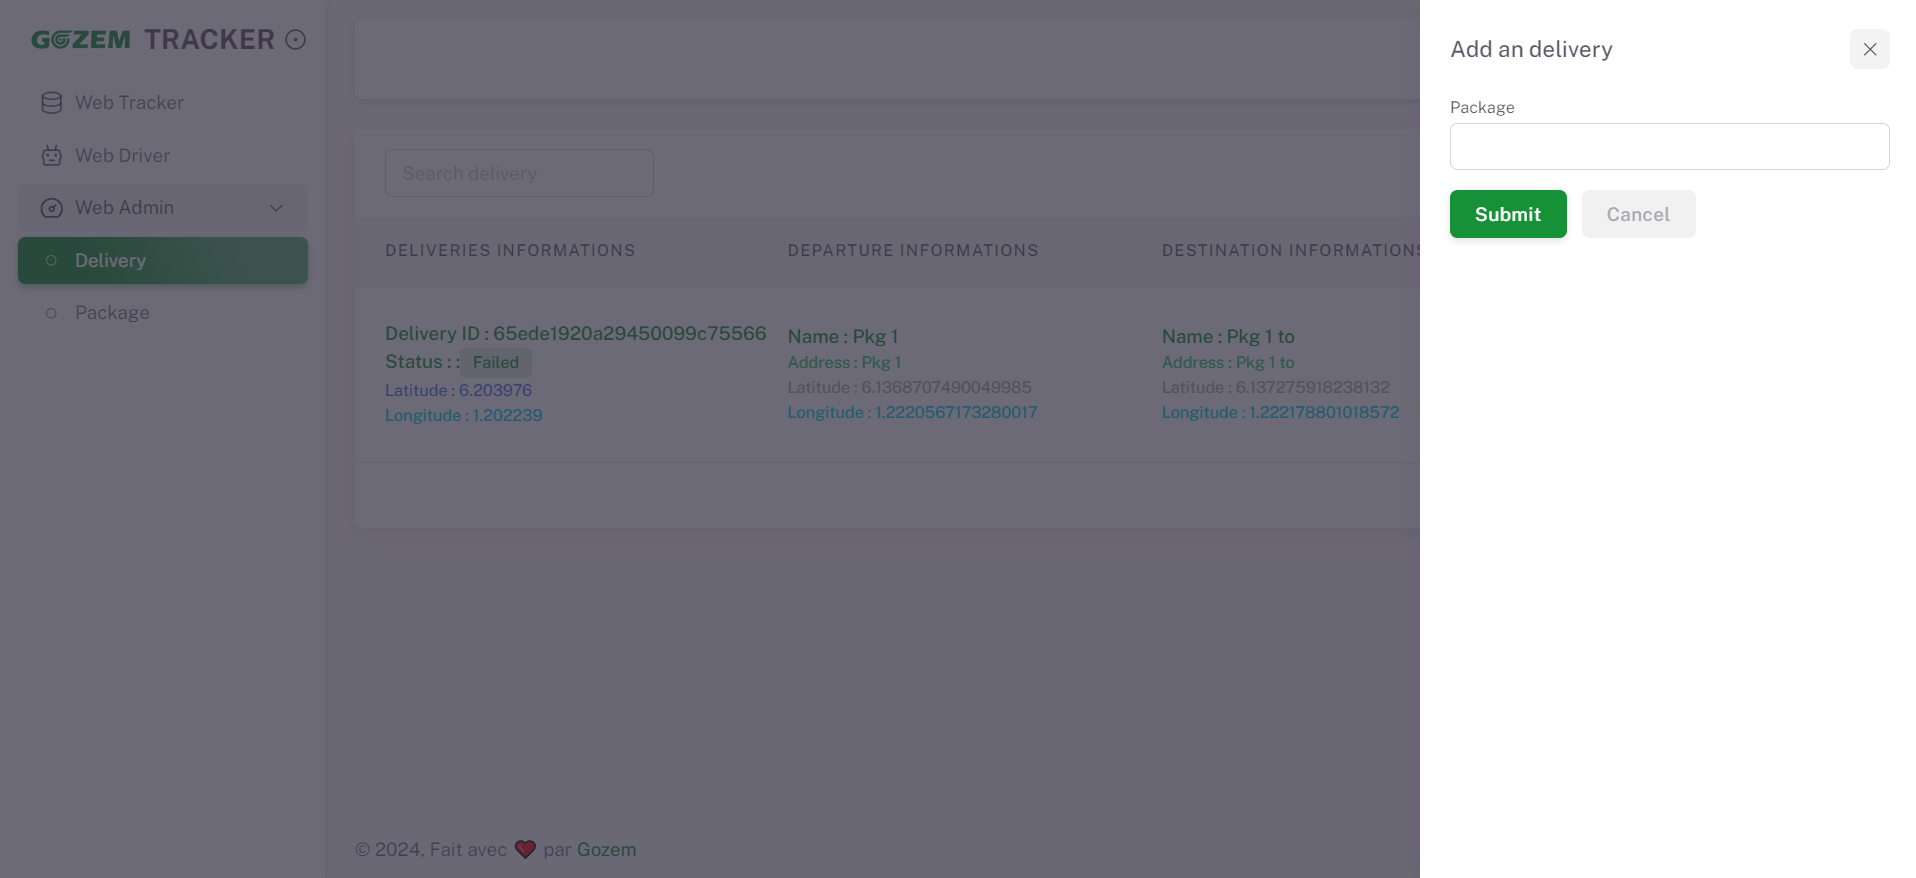 GOZEM TRACKER
Web Tracker
Web Driver
Web Admin
Delivery
Package
Search delivery
DELIVERIES INFORMATIONS DEPARTURE INFORMATIONS DESTINATION INFORMATIONS
Delivery ID : 65ede1920a29450099c75566
Status : : Failed
Latitude : 6.203976
Longitude : 1.202239
Name : Pkg 1
Address : Pkg 1
Latitude : 6.1368707490049985
Longitude : 1.2220567173280017
Name : Pkg 1 to
Address : Pkg 1 to
Latitude : 6.137275918238132
Longitude : 1.222178801018572
© 2024, Fait avec ❤️ par Gozem
Add an delivery
Package
Submit Cancel